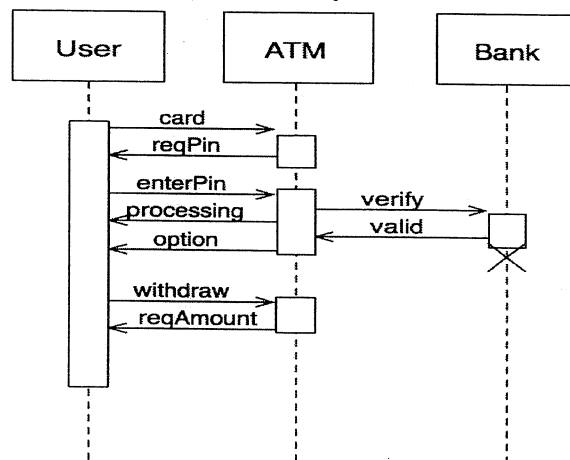 User
ATM
Bank
card
reqPin
enterPin
verify
processing
valid
option
withdraw
reqAmount